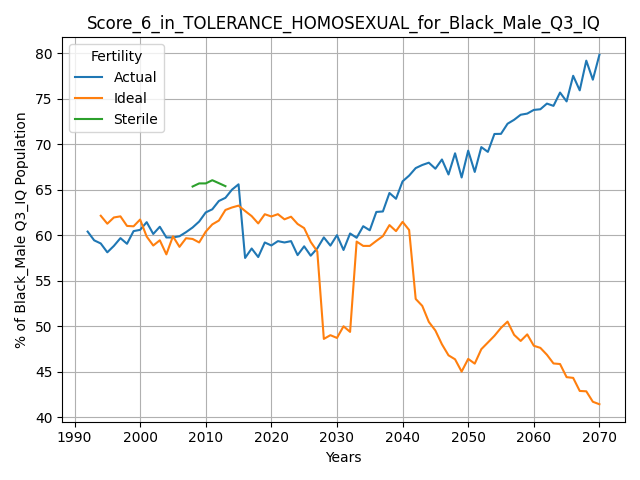 Score_6_in_TOLERANCE_HOMOSEXUAL_for_Black_Male_Q3_IQ
Fertility
Actual
Ideal
Sterile
% of Black_Male Q3_IQ Population
80
75
70
65
60
55
50
45
40
1990
2000
2010
2020
2030
2040
2050
2060
2070
Years